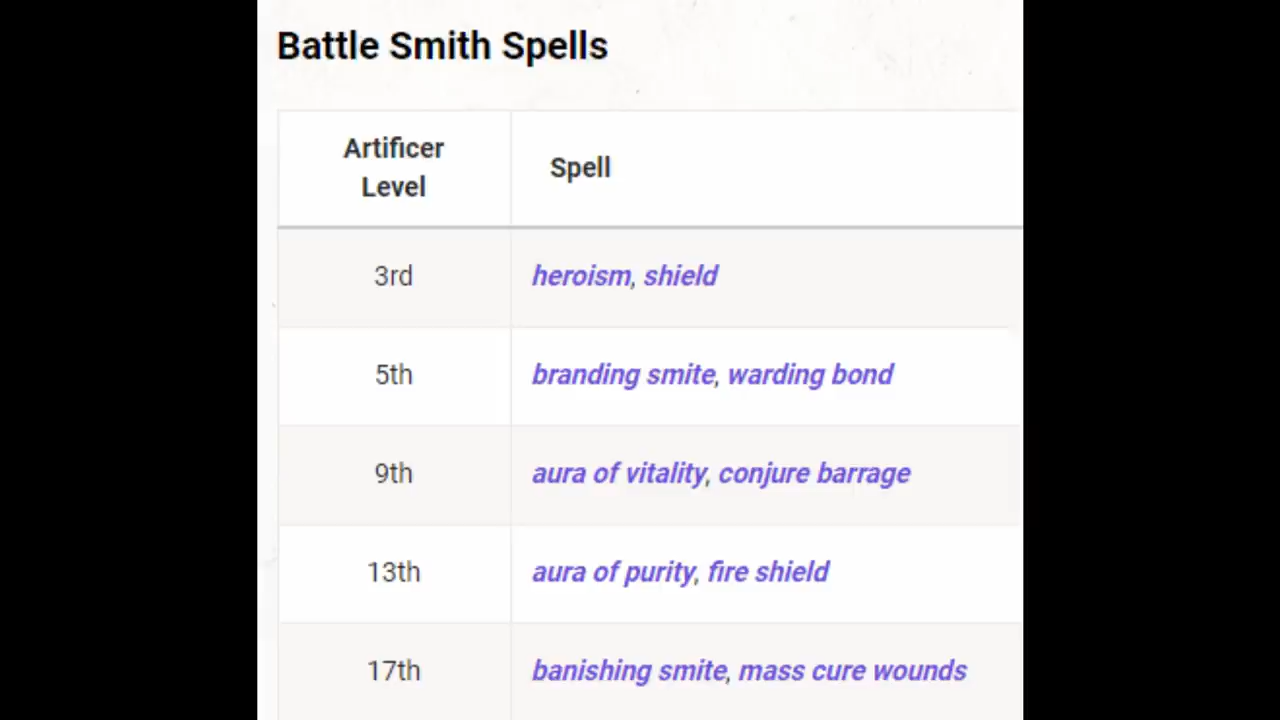 Battle Smith Spells
Artificer
Level
Spell
3rd
heroism, shield
5th
branding smite, warding bond
9th
aura of vitality, conjure barrage
13th
aura of purity, fire shield
17th
banishing smite, mass cure wounds